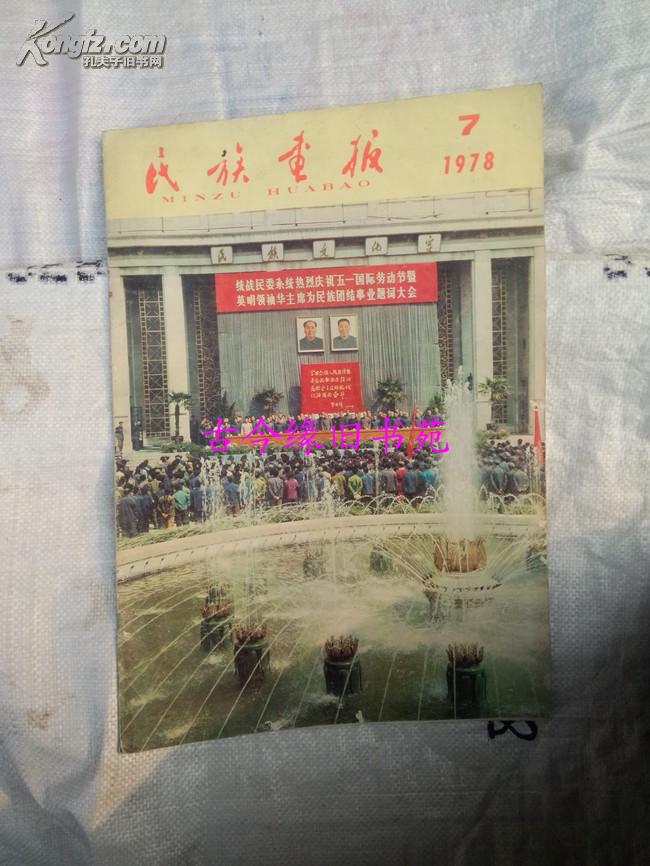 Kongfz.com
孔夫子旧书网
7
1978
民族画报
MINZU HUABAO
民族文化宫
统战民委系统热烈庆祝五一国际劳动节暨
英明领袖华主席为民族团结事业题词大会
古今缘旧书苑